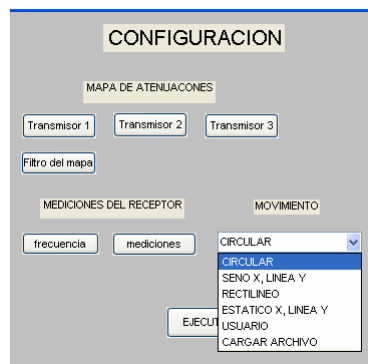 CONFIGURACION
MAPA DE ATENUACONES
Transmisor 1 Transmisor 2 Transmisor 3
Filtro del mapa
MEDICIONES DEL RECEPTOR MOVIMIENTO
frecuencia mediciones CIRCULAR
CIRCULAR
SENO X, LINEA Y
RECTILINEO
ESTATICO X, LINEA Y
USUARIO
CARGAR ARCHIVO